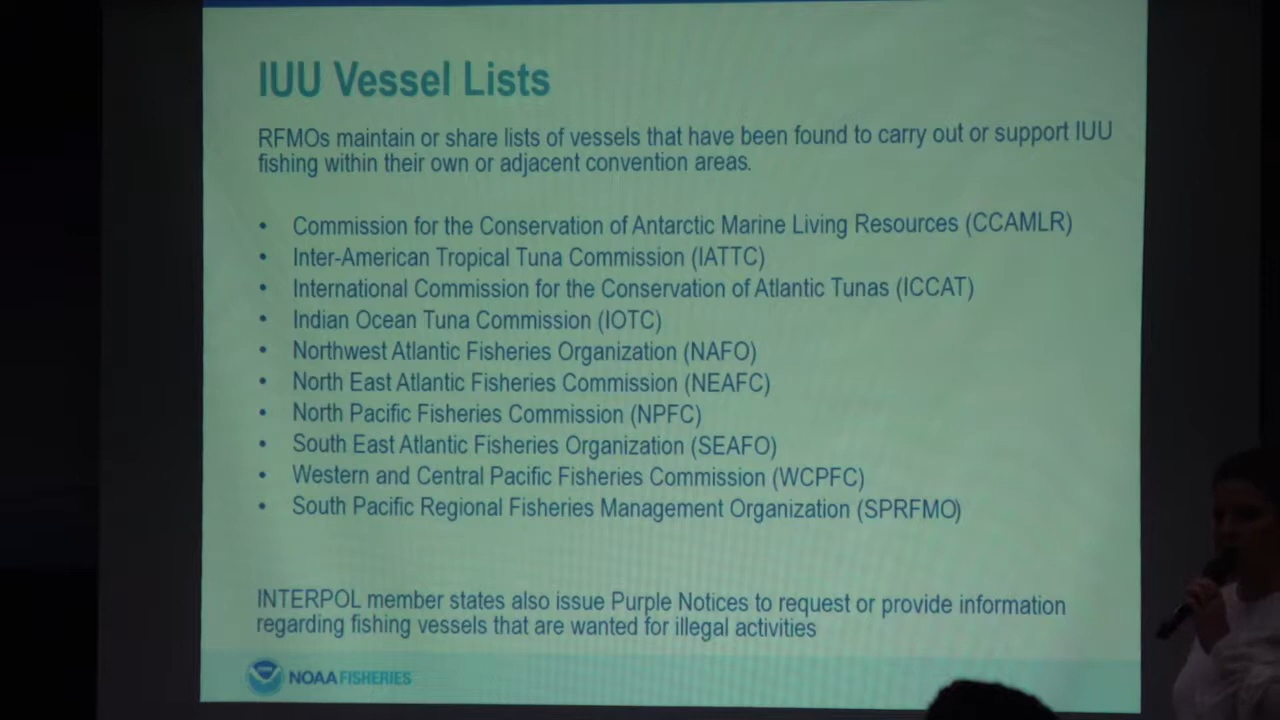 IUU Vessel Lists
RFMOs maintain or share lists of vessels that have been found to carry out or support IUU
fishing within their own or adjacent convention areas.
• Commission for the Conservation of Antarctic Marine Living Resources (CCAMLR)
• Inter-American Tropical Tuna Commission (IATTC)
• International Commission for the Conservation of Atlantic Tunas (ICCAT)
• Indian Ocean Tuna Commission (IOTC)
• Northwest Atlantic Fisheries Organization (NAFO)
• North East Atlantic Fisheries Commission (NEAFC)
• North Pacific Fisheries Commission (NPFC)
• South East Atlantic Fisheries Organization (SEAFO)
• Western and Central Pacific Fisheries Commission (WCPFC)
• South Pacific Regional Fisheries Management Organization (SPRFMO)
INTERPOL member states also issue Purple Notices to request or provide information
regarding fishing vessels that are wanted for illegal activities
NOAA FISHERIES